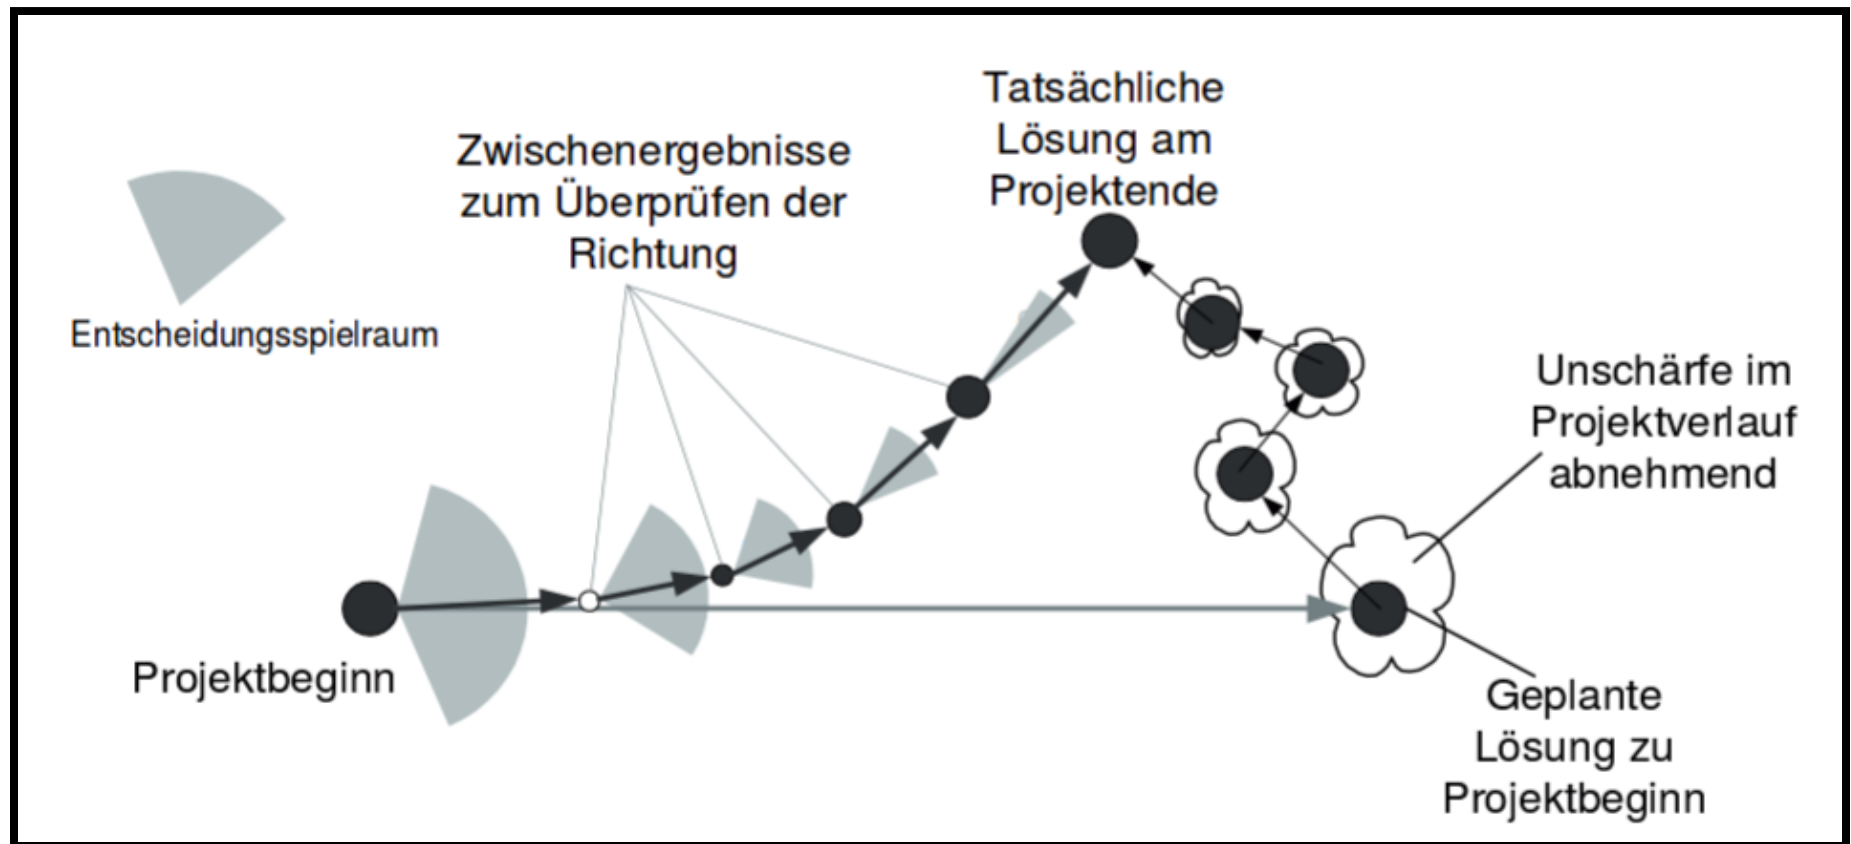 Tatsächliche
Lösung am
Projektende
Zwischenergebnisse
zum Überprüfen der
Richtung
Entscheidungsspielraum
Unschärfe im
Projektverlauf
abnehmend
Projektbeginn
Geplante
Lösung zu
Projektbeginn